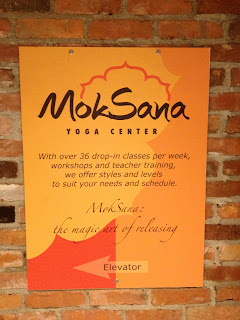 MokSana
YOGA CENTER
With over 36 drop-in classes per week,
workshops and teacher training,
we offer styles and levels
to suit your needs and schedule.
MokSana:
the magic art of releasing
Elevator